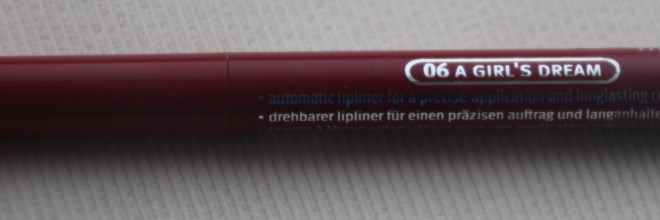 06 A GIRL'S DREAM
• automatic lipliner for a precise application and longlasting
• drehbarer lipliner für einen präzisen auftrag und langanhalte